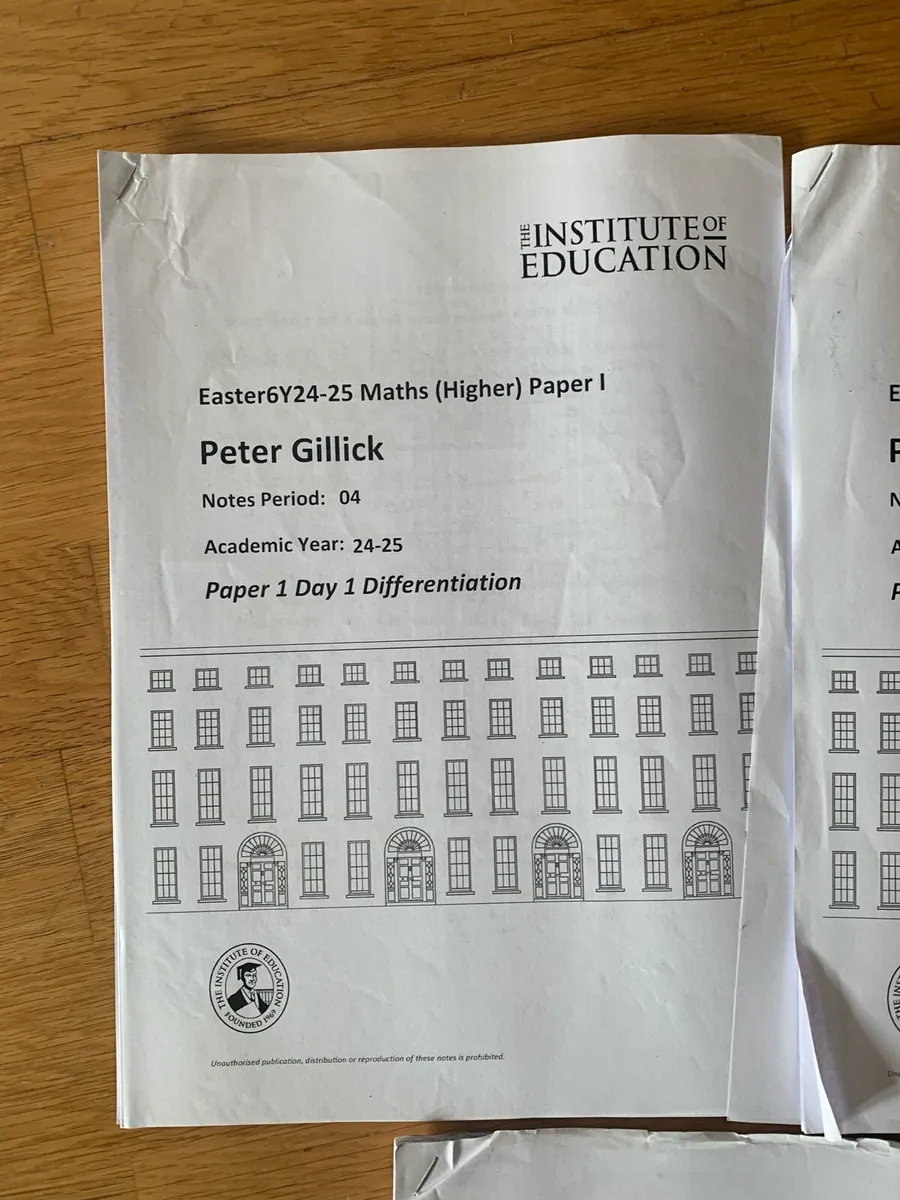 THE INSTITUTE OF
EDUCATION
Easter6Y24-25 Maths (Higher) Paper I
Peter Gillick
Notes Period: 04
Academic Year: 24-25
Paper 1 Day 1 Differentiation
THE INSTITUTE OF EDUCATION
FOUNDED 1969
Unauthorised publication, distribution or reproduction of these notes is prohibited.